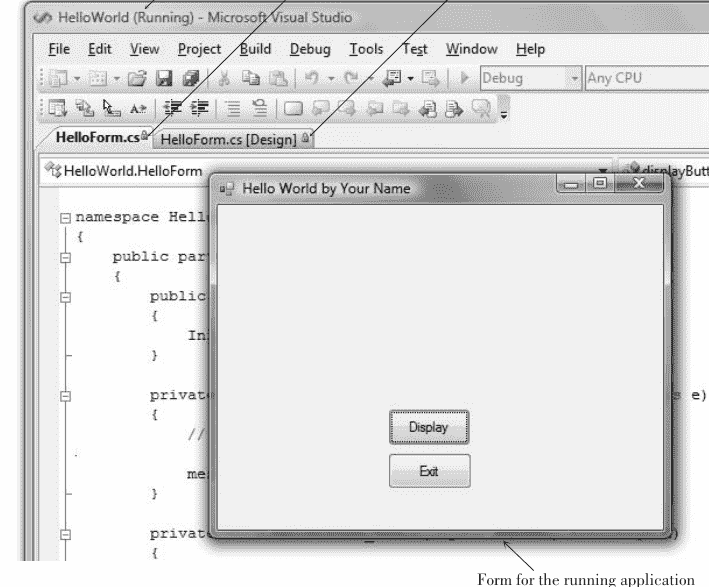 HelloWorld (Running) - Microsoft Visual Studio
File Edit View Project Build Debug Tools Test Window Help
Debug Any CPU
HelloForm.cs HelloForm.cs [Design]
HelloWorld.HelloForm displayButt
Hello World by Your Name
namespace Hell
{
public par
{
public
{
In
}
privat s e)
{
//
me
}
privat )
{
Display
Exit
Form for the running application